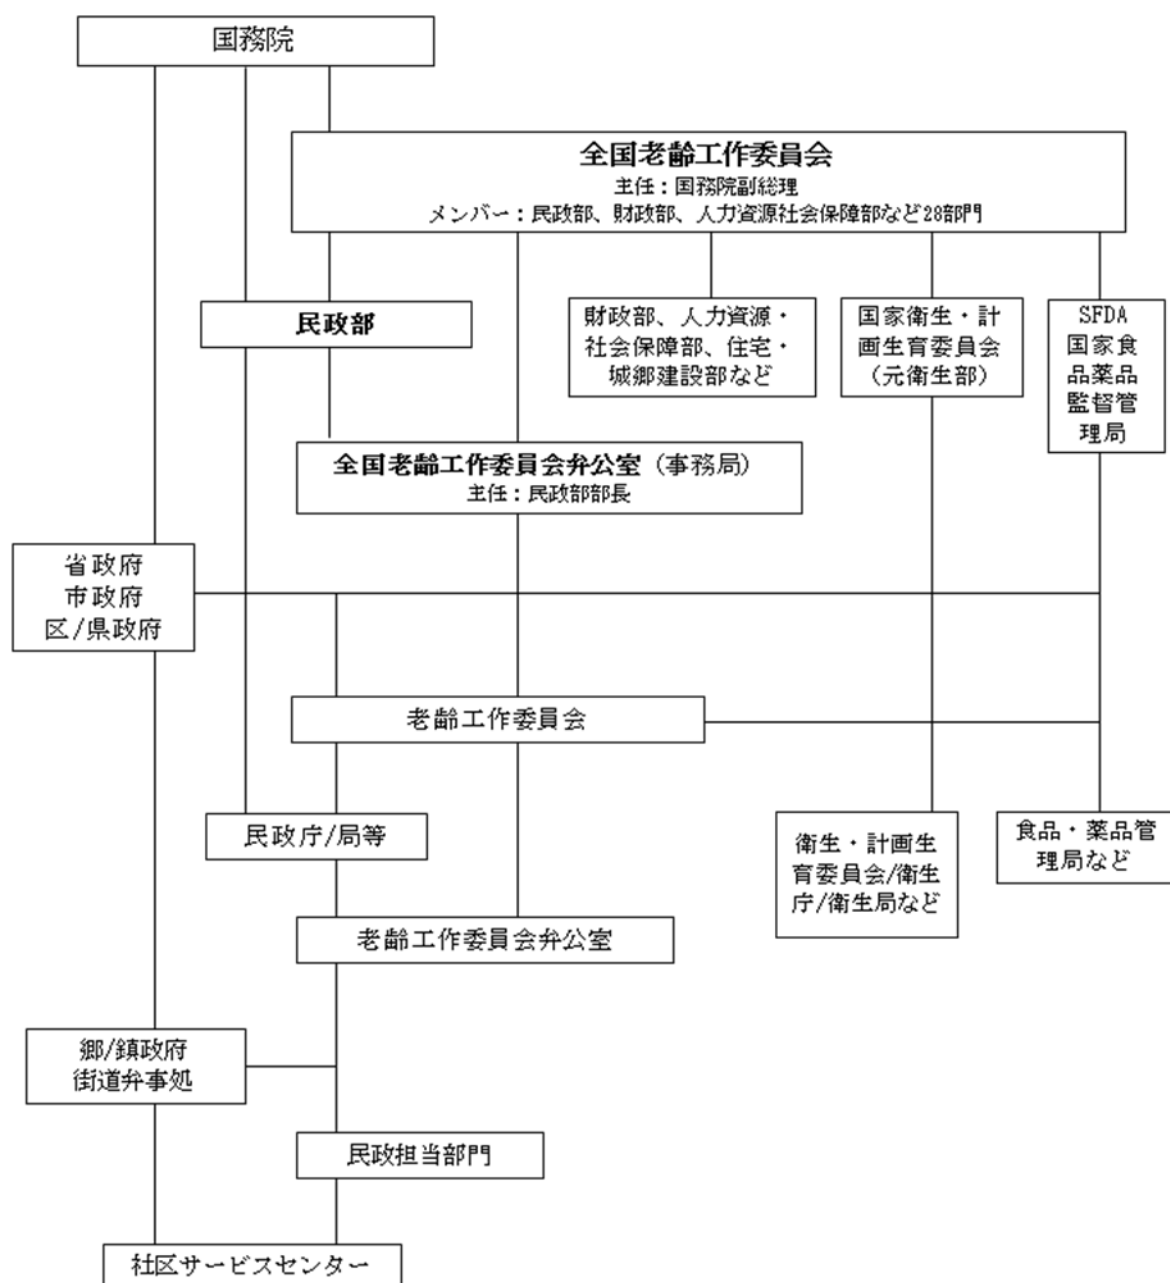 国務院
全国老齢工作委員会
主任：国務院副総理
メンバー：民政部、財政部、人力資源社会保障部など28部門
民政部
財政部、人力資源・
社会保障部、住宅・
城郷建設部など
国家衛生・計
画生育委員会
（元衛生部）
SFDA
国家食
品薬品
監督管
理局
全国老齢工作委員会弁公室（事務局）
主任：民政部部長
省政府
市政府
区/県政府
老齢工作委員会
民政庁/局等
衛生・計画生
育委員会/衛生
庁/衛生局など
食品・薬品管
理局など
老齢工作委員会弁公室
郷/鎮政府
街道弁事処
民政担当部門
社区サービスセンター